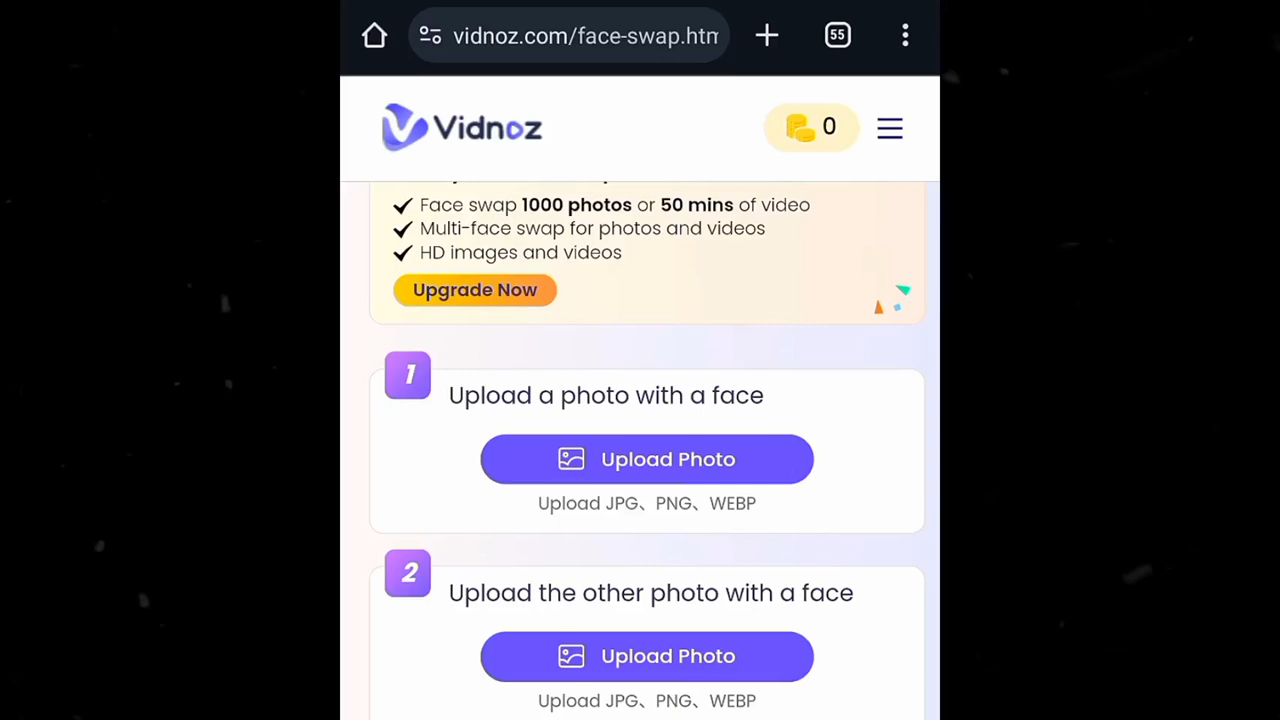 vidnoz.com/face-swap.htm
55
Vidnoz
0
Face swap 1000 photos or 50 mins of video
Multi-face swap for photos and videos
HD images and videos
Upgrade Now
1
Upload a photo with a face
Upload Photo
Upload JPG、PNG、WEBP
2
Upload the other photo with a face
Upload Photo
Upload JPG、PNG、WEBP